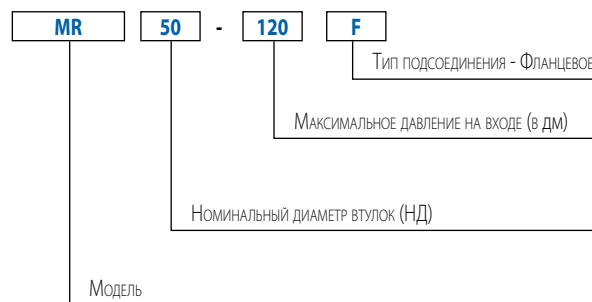 MR 50 - 120 F
Тип подсоединения - Фланцевое
Максимальное давление на входе (в дм)
Номинальный диаметр втулок (НД)
Модель